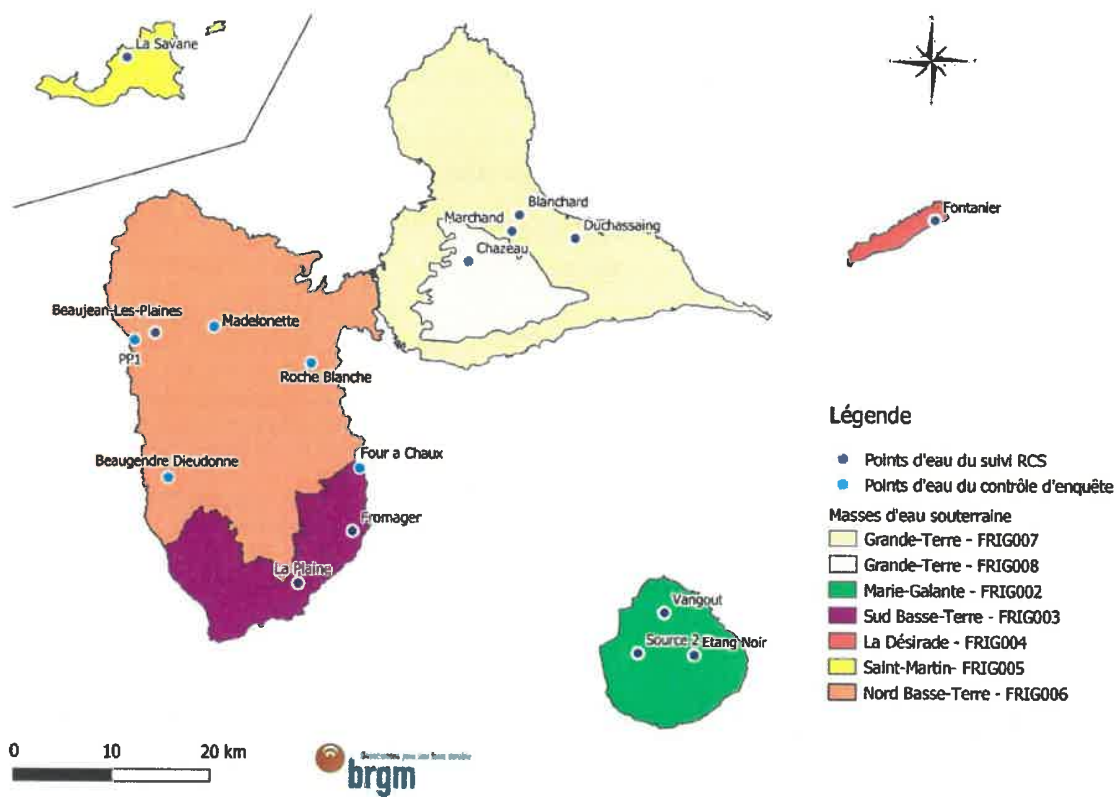 La Savane
Blanchard
Marchand
Duchassaing
Chazeau
Fontanier
Beaujean-Les-Plaines
Madelonette
PP1
Roche Blanche
Beaugendre Dieudonne
Four a Chaux
Fromager
La Plaine
Vangout
Source 2
Etang Noir
Légende
Points d'eau du suivi RCS
Points d'eau du contrôle d'enquête
Masses d'eau souterraine
Grande-Terre - FRIG007
Grande-Terre - FRIG008
Marie-Galante - FRIG002
Sud Basse-Terre - FRIG003
La Désirade - FRIG004
Saint-Martin- FRIG005
Nord Basse-Terre - FRIG006
0 10 20 km
brgm